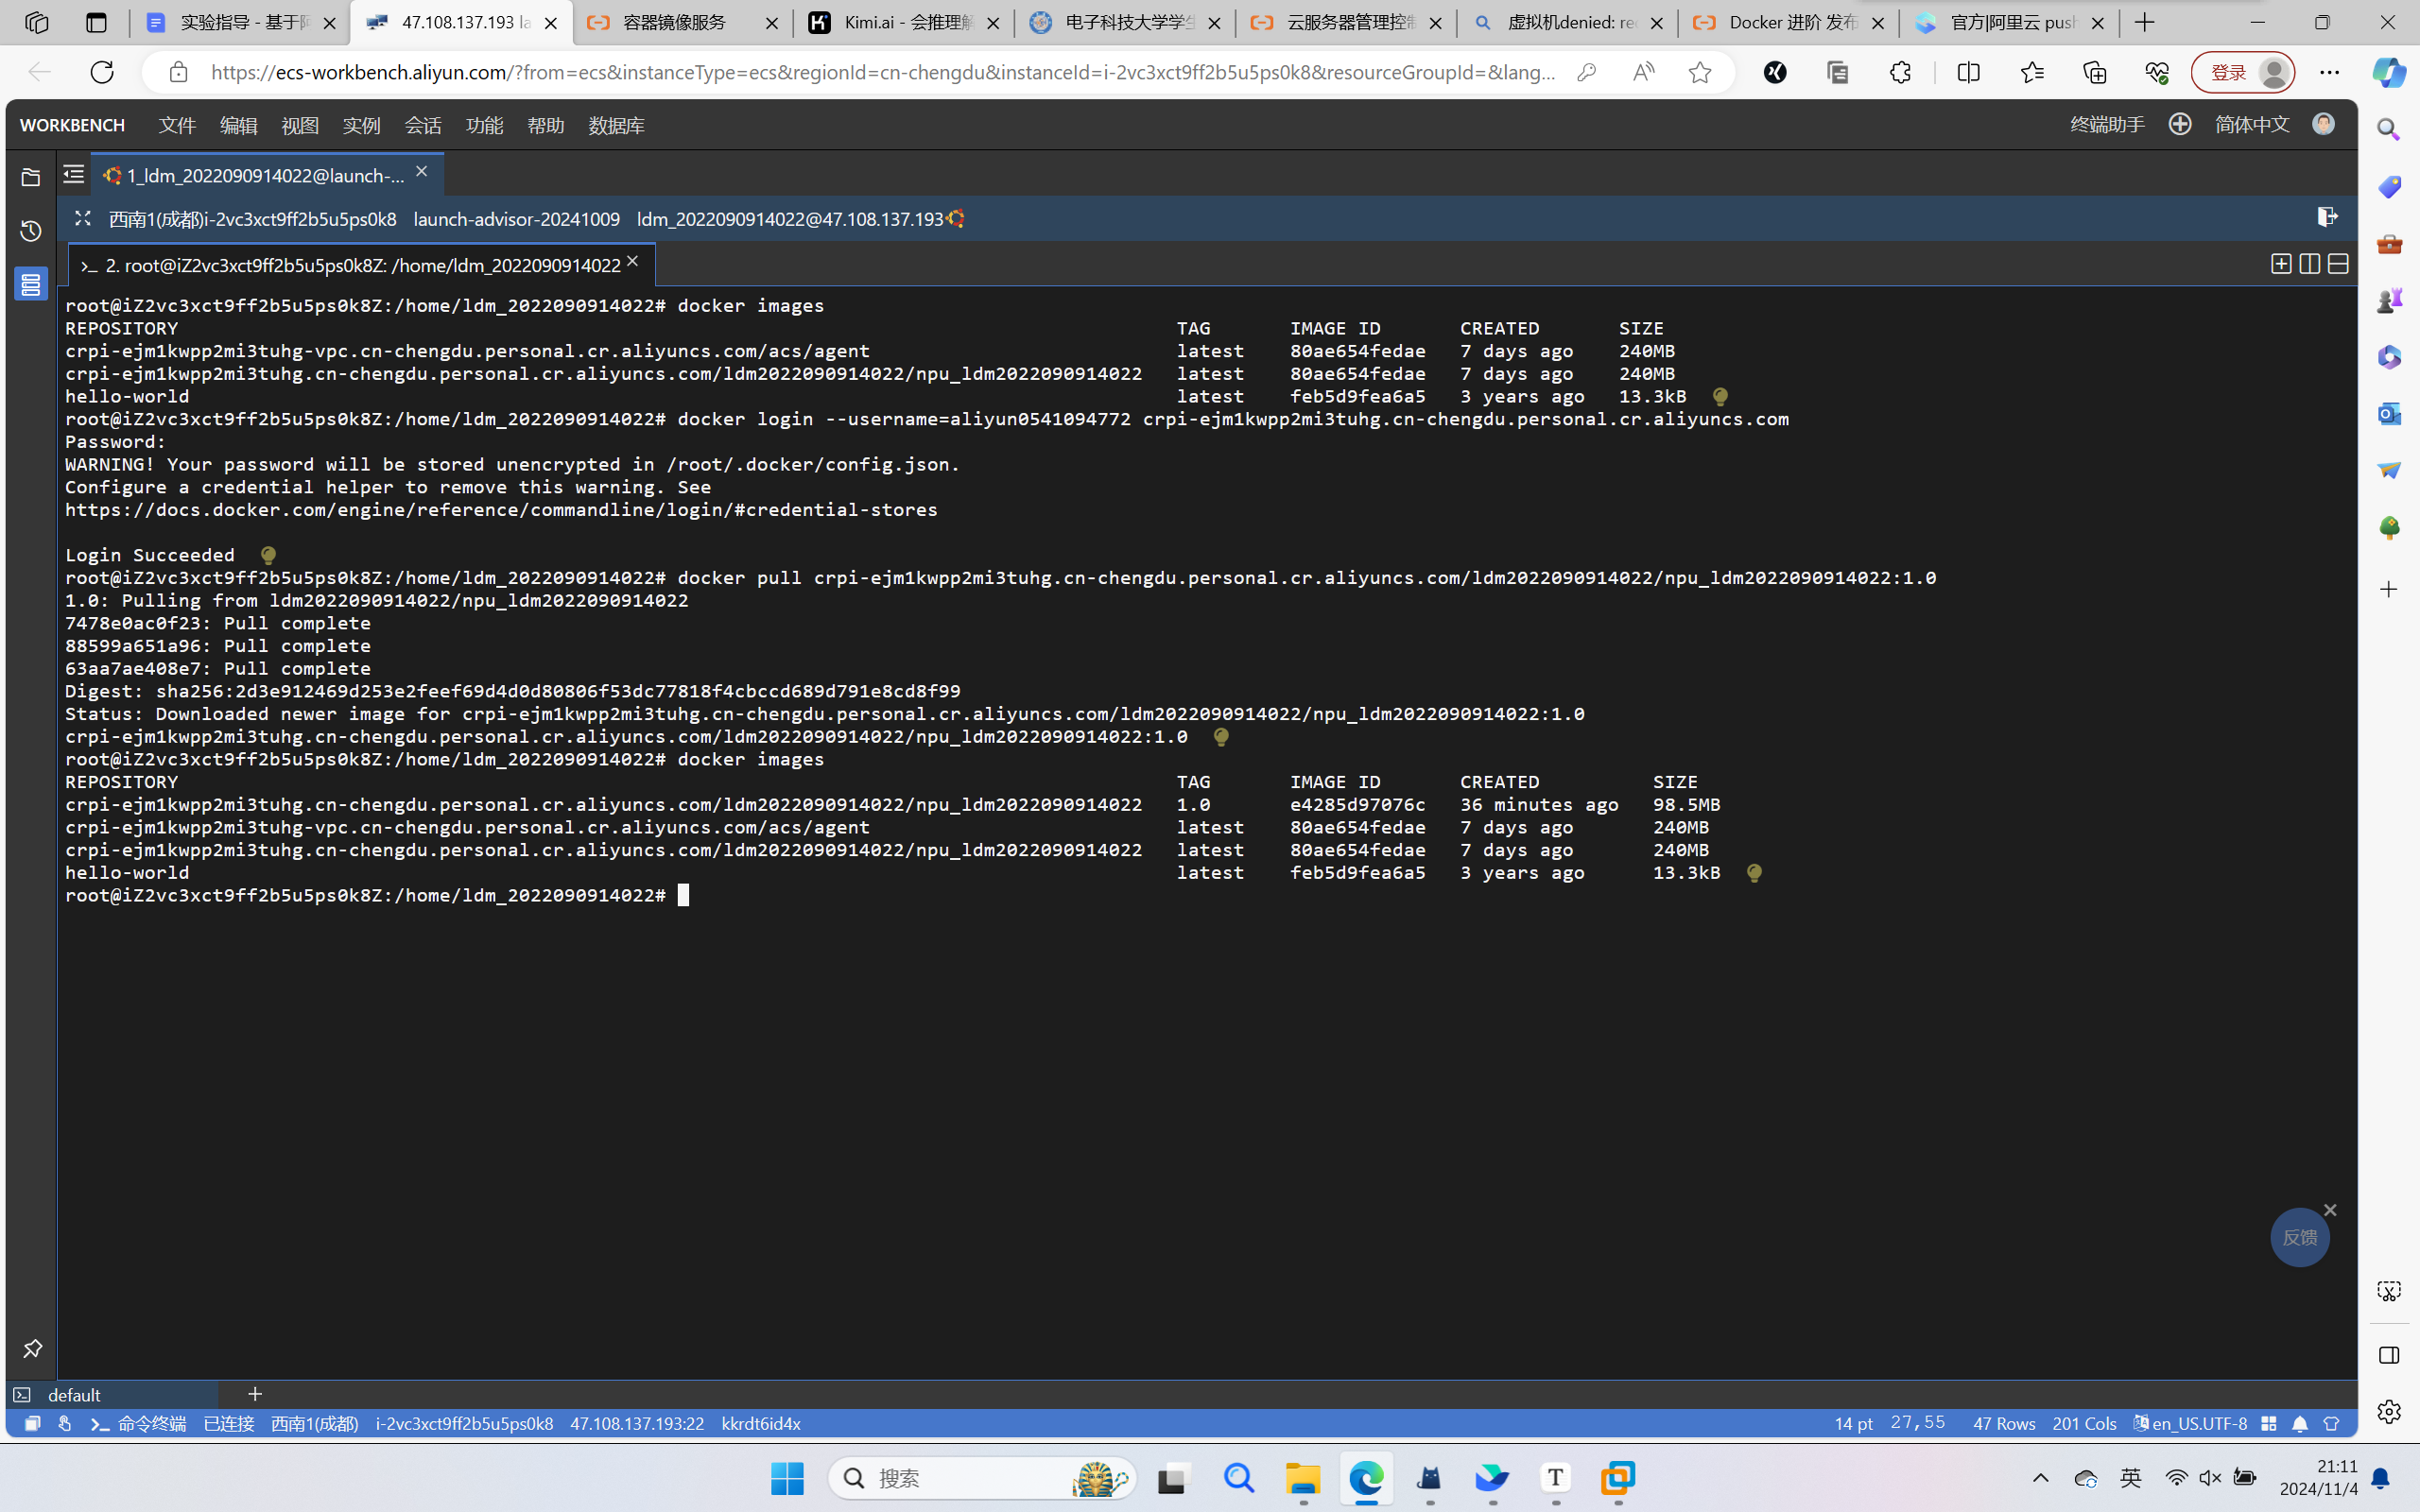 实验指导 - 基于阿
47.108.137.193 la
容器镜像服务
Kimi.ai - 会推理解
电子科技大学学生
云服务器管理控制
虚拟机denied: re
Docker 进阶 发布
官方|阿里云 push
https://ecs-workbench.aliyun.com/?from=ecs&instanceType=ecs&regionId=cn-chengdu&instanceId=i-2vc3xct9ff2b5u5ps0k8&resourceGroupId=&lang...
登录
WORKBENCH 文件 编辑 视图 实例 会话 功能 帮助 数据库
终端助手 简体中文
1_ldm_2022090914022@launch-...
西南1(成都)i-2vc3xct9ff2b5u5ps0k8 launch-advisor-20241009 ldm_2022090914022@47.108.137.193
2. root@iZ2vc3xct9ff2b5u5ps0k8Z: /home/ldm_2022090914022
root@iZ2vc3xct9ff2b5u5ps0k8Z:/home/ldm_2022090914022# docker images
REPOSITORY TAG IMAGE ID CREATED SIZE
crpi-ejm1kwpp2mi3tuhg-vpc.cn-chengdu.personal.cr.aliyuncs.com/acs/agent latest 80ae654fedae 7 days ago 240MB
crpi-ejm1kwpp2mi3tuhg.cn-chengdu.personal.cr.aliyuncs.com/ldm2022090914022/npu_ldm2022090914022 latest 80ae654fedae 7 days ago 240MB
hello-world latest feb5d9fea6a5 3 years ago 13.3kB
root@iZ2vc3xct9ff2b5u5ps0k8Z:/home/ldm_2022090914022# docker login --username=aliyun0541094772 crpi-ejm1kwpp2mi3tuhg.cn-chengdu.personal.cr.aliyuncs.com
Password:
WARNING! Your password will be stored unencrypted in /root/.docker/config.json.
Configure a credential helper to remove this warning. See
https://docs.docker.com/engine/reference/commandline/login/#credential-stores
Login Succeeded
root@iZ2vc3xct9ff2b5u5ps0k8Z:/home/ldm_2022090914022# docker pull crpi-ejm1kwpp2mi3tuhg.cn-chengdu.personal.cr.aliyuncs.com/ldm2022090914022/npu_ldm2022090914022:1.0
1.0: Pulling from ldm2022090914022/npu_ldm2022090914022
7478e0ac0f23: Pull complete
88599a651a96: Pull complete
63aa7ae408e7: Pull complete
Digest: sha256:2d3e912469d253e2feef69d4d0d80806f53dc77818f4cbccd689d791e8cd8f99
Status: Downloaded newer image for crpi-ejm1kwpp2mi3tuhg.cn-chengdu.personal.cr.aliyuncs.com/ldm2022090914022/npu_ldm2022090914022:1.0
crpi-ejm1kwpp2mi3tuhg.cn-chengdu.personal.cr.aliyuncs.com/ldm2022090914022/npu_ldm2022090914022:1.0
root@iZ2vc3xct9ff2b5u5ps0k8Z:/home/ldm_2022090914022# docker images
REPOSITORY TAG IMAGE ID CREATED SIZE
crpi-ejm1kwpp2mi3tuhg.cn-chengdu.personal.cr.aliyuncs.com/ldm2022090914022/npu_ldm2022090914022 1.0 e4285d97076c 36 minutes ago 98.5MB
crpi-ejm1kwpp2mi3tuhg-vpc.cn-chengdu.personal.cr.aliyuncs.com/acs/agent latest 80ae654fedae 7 days ago 240MB
crpi-ejm1kwpp2mi3tuhg.cn-chengdu.personal.cr.aliyuncs.com/ldm2022090914022/npu_ldm2022090914022 latest 80ae654fedae 7 days ago 240MB
hello-world latest feb5d9fea6a5 3 years ago 13.3kB
root@iZ2vc3xct9ff2b5u5ps0k8Z:/home/ldm_2022090914022#
反馈
default
命令终端 已连接 西南1(成都) i-2vc3xct9ff2b5u5ps0k8 47.108.137.193:22 kkrdt6id4x
14 pt 27,55 47 Rows 201 Cols en_US.UTF-8
搜索
英
21:11
2024/11/4